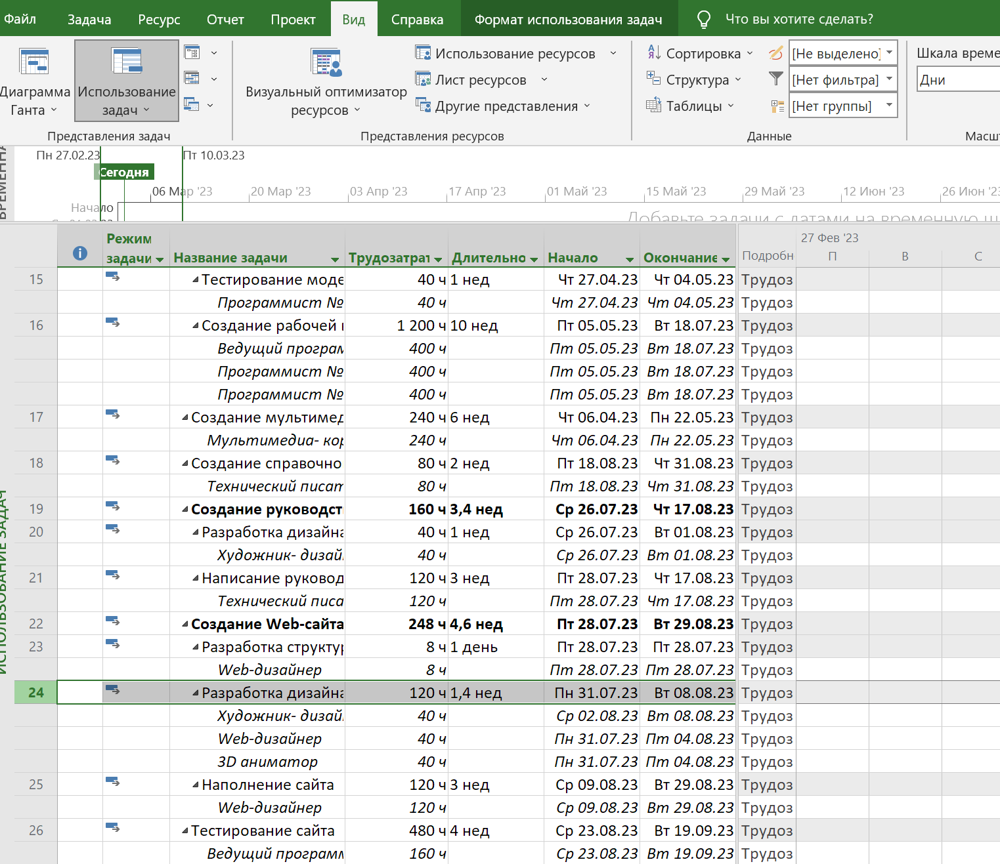 Файл Задача Ресурс Отчет Проект Вид Справка Формат использования задач Что вы хотите сделать?
Диаграмма Ганта
Использование задач
Визуальный оптимизатор ресурсов
Использование ресурсов
Лист ресурсов
Другие представления
Сортировка
Структура
Таблицы
[Не выделено]
[Нет фильтра]
[Нет группы]
Шкала време
Дни
Представления задач Представления ресурсов Данные Масшт
Пн 27.02.23 Пт 10.03.23
Сегодня
06 Мар '23 20 Мар '23 03 Апр '23 17 Апр '23 01 Май '23 15 Май '23 29 Май '23 12 Июн '23 26 Июн '23
Начало
Добавьте задачи с датами на временную ш
ИСПОЛЬЗОВАНИЕ ЗАДАЧ
Режим задачи Название задачи Трудозатрат Длительно Начало Окончание Подробн 27 Фев '23
П В С
15 Тестирование моде 40 ч 1 нед Чт 27.04.23 Чт 04.05.23 Трудоз
Программист № 40 ч Чт 27.04.23 Чт 04.05.23 Трудоз
16 Создание рабочей 1 200 ч 10 нед Пт 05.05.23 Вт 18.07.23 Трудоз
Ведущий програм 400 ч Пт 05.05.23 Вт 18.07.23 Трудоз
Программист № 400 ч Пт 05.05.23 Вт 18.07.23 Трудоз
Программист № 400 ч Пт 05.05.23 Вт 18.07.23 Трудоз
17 Создание мультимед 240 ч 6 нед Чт 06.04.23 Пн 22.05.23 Трудоз
Мультимедиа- кор 240 ч Чт 06.04.23 Пн 22.05.23 Трудоз
18 Создание справочно 80 ч 2 нед Пт 18.08.23 Чт 31.08.23 Трудоз
Технический писат 80 ч Пт 18.08.23 Чт 31.08.23 Трудоз
19 Создание руководст 160 ч 3,4 нед Ср 26.07.23 Чт 17.08.23 Трудоз
20 Разработка дизайна 40 ч 1 нед Ср 26.07.23 Вт 01.08.23 Трудоз
Художник- дизай 40 ч Ср 26.07.23 Вт 01.08.23 Трудоз
21 Написание руковод 120 ч 3 нед Пт 28.07.23 Чт 17.08.23 Трудоз
Технический писа 120 ч Пт 28.07.23 Чт 17.08.23 Трудоз
22 Создание Web-сайта 248 ч 4,6 нед Пт 28.07.23 Вт 29.08.23 Трудоз
23 Разработка структур 8 ч 1 день Пт 28.07.23 Пт 28.07.23 Трудоз
Web-дизайнер 8 ч Пт 28.07.23 Пт 28.07.23 Трудоз
24 Разработка дизайна 120 ч 1,4 нед Пн 31.07.23 Вт 08.08.23 Трудоз
Художник- дизай 40 ч Ср 02.08.23 Вт 08.08.23 Трудоз
Web-дизайнер 40 ч Пн 31.07.23 Пт 04.08.23 Трудоз
3D аниматор 40 ч Пн 31.07.23 Пт 04.08.23 Трудоз
25 Наполнение сайта 120 ч 3 нед Ср 09.08.23 Вт 29.08.23 Трудоз
Web-дизайнер 120 ч Ср 09.08.23 Вт 29.08.23 Трудоз
26 Тестирование сайта 480 ч 4 нед Ср 23.08.23 Вт 19.09.23 Трудоз
Ведущий программ 160 ч Ср 23.08.23 Вт 19.09.23 Трудоз